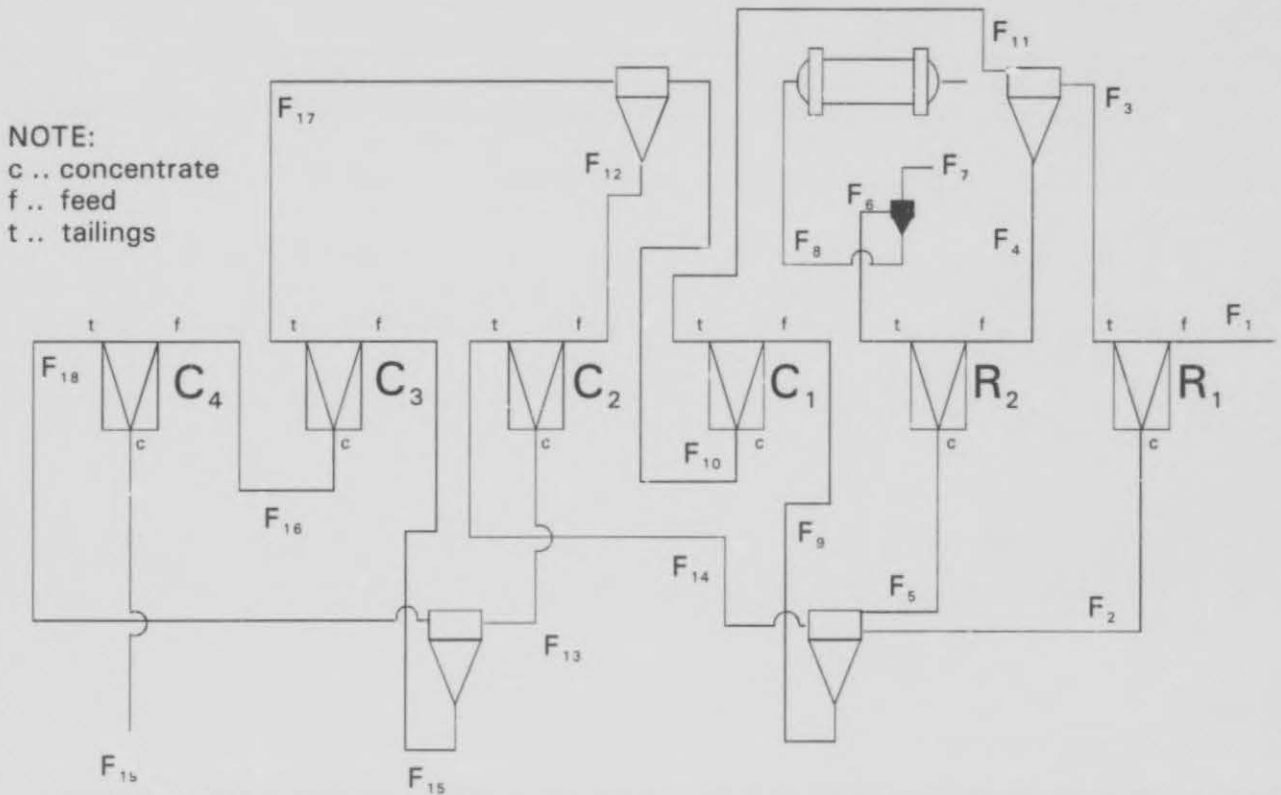 F11
F17
F3
NOTE:
c .. concentrate
f .. feed
t .. tailings
F12
F7
F6
F8
F4
t f t f t f t f t f t f
F1
F18
C4
C3
C2
C1
R2
R1
c c c c c c
F10
F16
F9
F14
F5
F2
F13
F19
F15